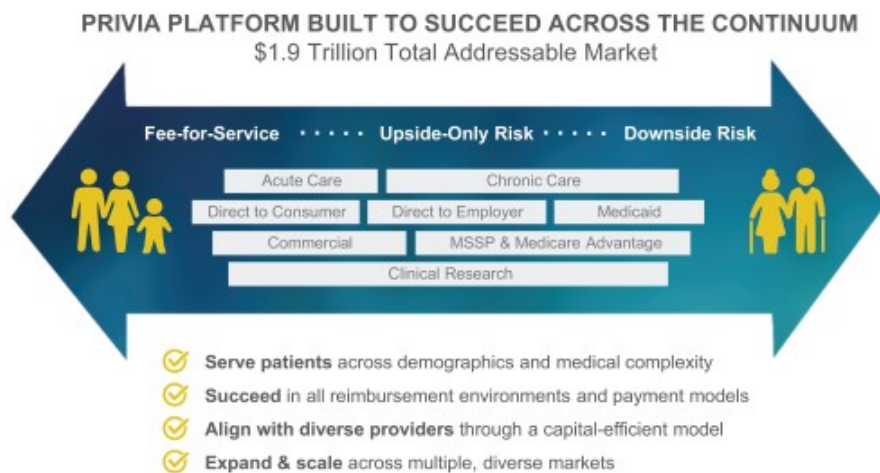 PRIVIA PLATFORM BUILT TO SUCCEED ACROSS THE CONTINUUM
$1.9 Trillion Total Addressable Market
Fee-for-Service ····· Upside-Only Risk ····· Downside Risk
Acute Care Chronic Care
Direct to Consumer Direct to Employer Medicaid
Commercial MSSP & Medicare Advantage
Clinical Research
Serve patients across demographics and medical complexity
Succeed in all reimbursement environments and payment models
Align with diverse providers through a capital-efficient model
Expand & scale across multiple, diverse markets